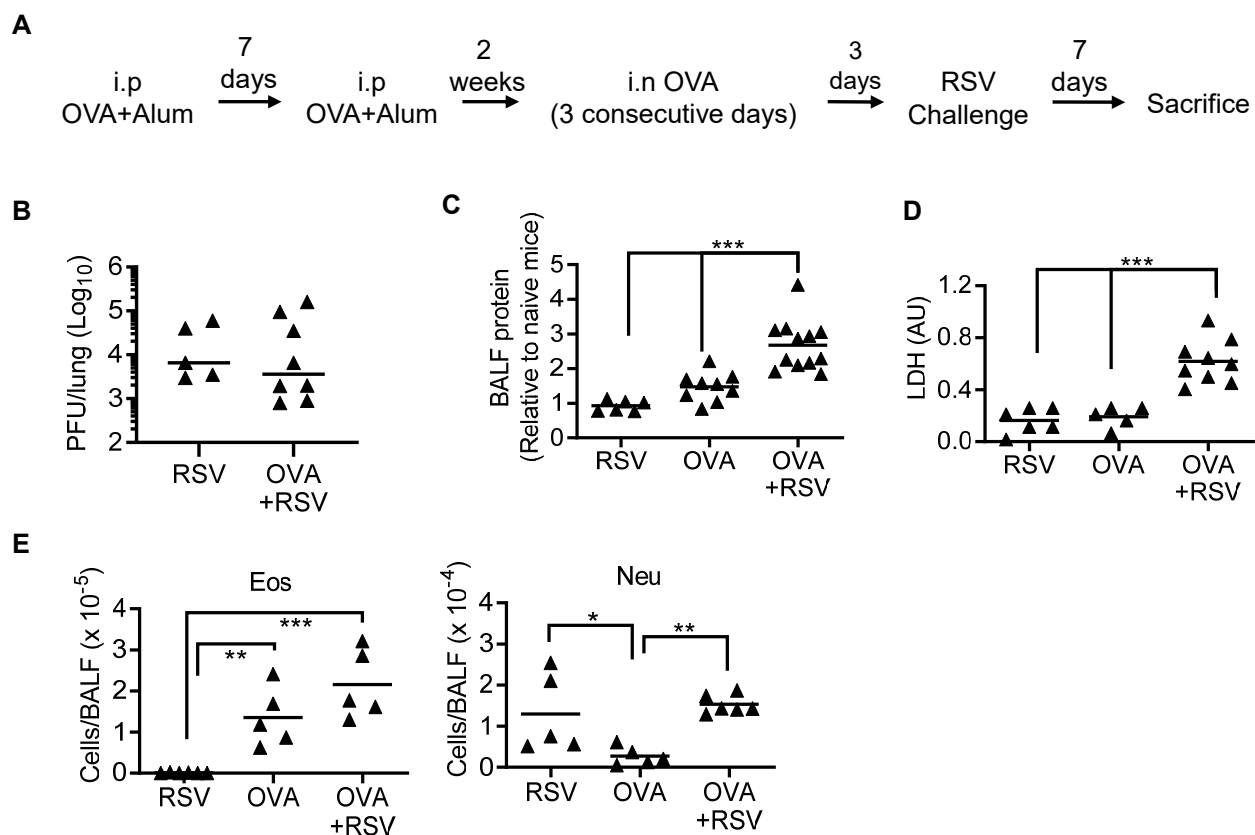 A
i.p
OVA+Alum
7
days
i.p
OVA+Alum
2
weeks
i.n OVA
(3 consecutive days)
3
days
RSV
Challenge
7
days
Sacrifice
B
PFU/lung (Log10)
6
5
4
3
2
RSV
OVA
+RSV
C
BALF protein
(Relative to naive mice)
5
4
3
2
1
0
***
RSV
OVA
OVA
+RSV
D
LDH (AU)
1.2
0.8
0.4
0.0
***
RSV
OVA
OVA
+RSV
E
Eos
Cells/BALF (x 10-5)
4
3
2
1
0
***
**
RSV
OVA
OVA
+RSV
Neu
Cells/BALF (x 10-4)
4
3
2
1
0
*
**
RSV
OVA
OVA
+RSV